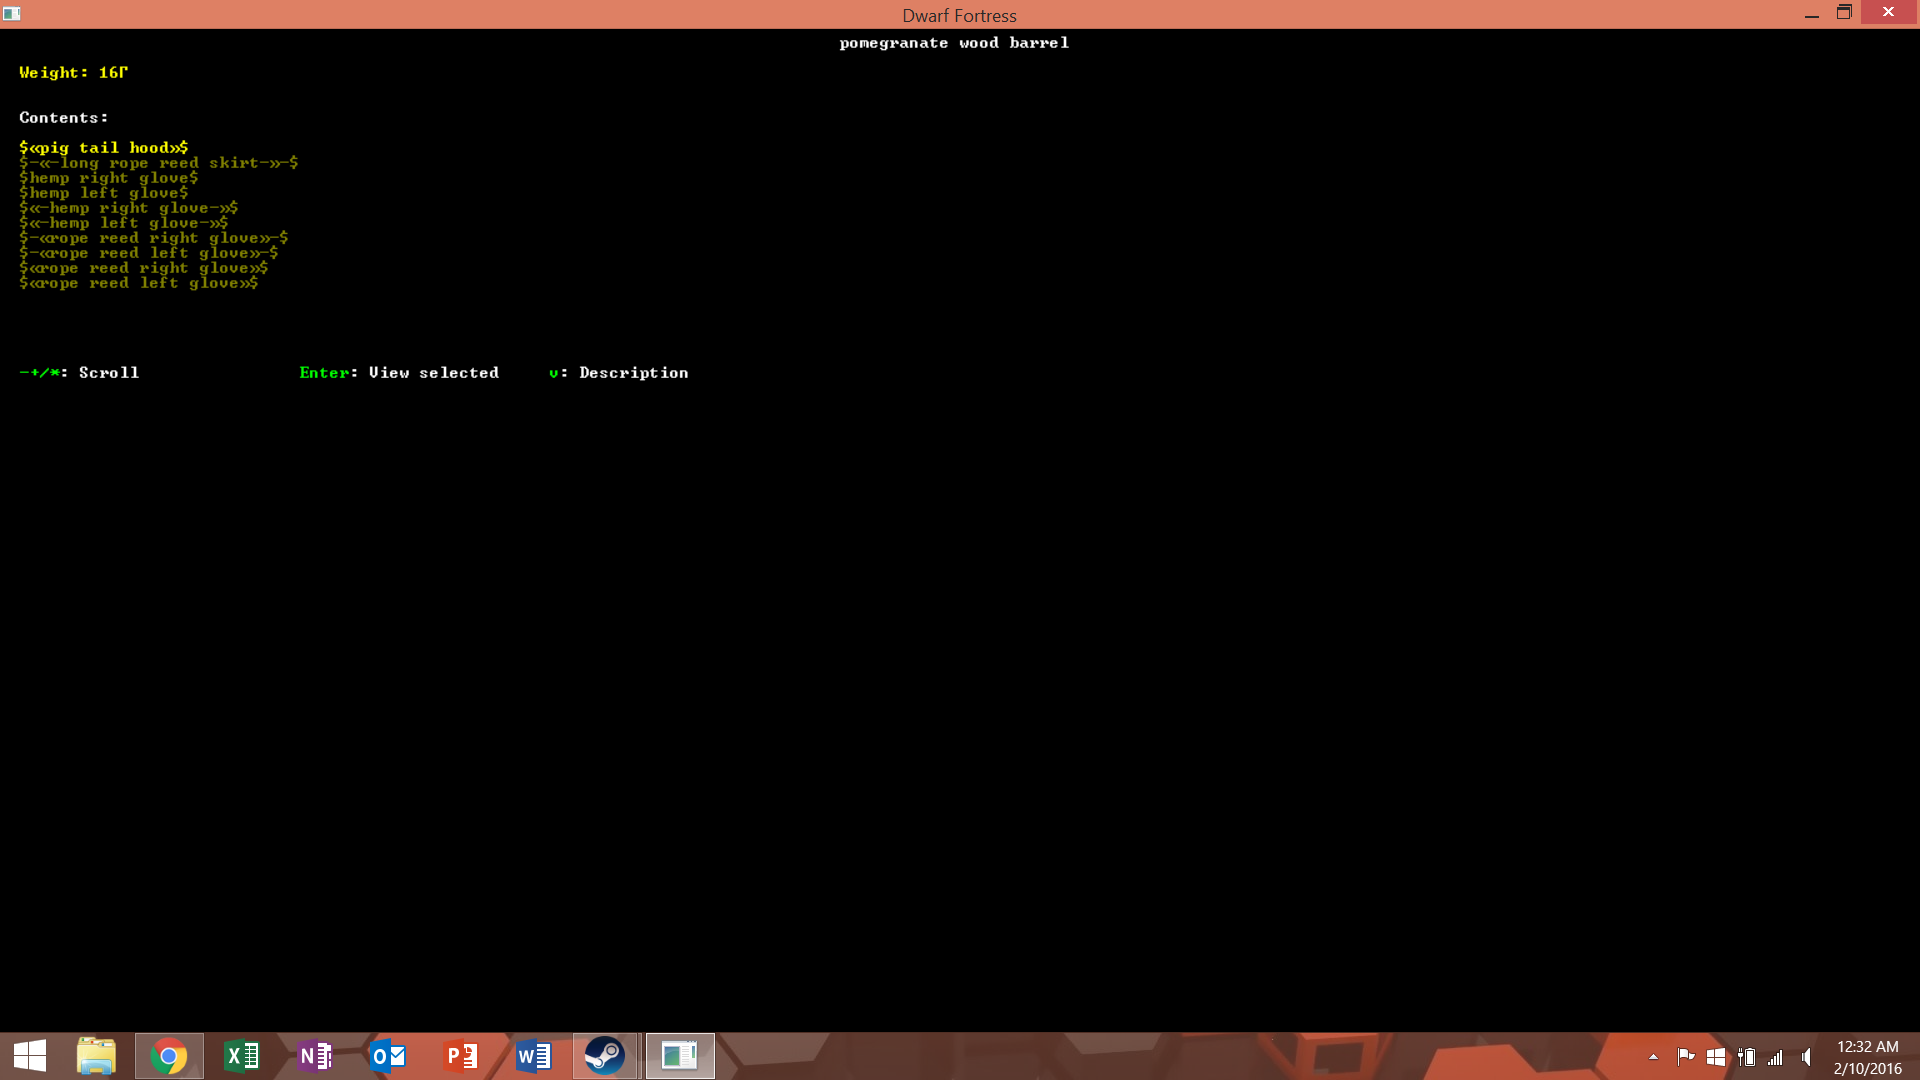 Dwarf Fortress
pomegranate wood barrel
Weight: 16Γ
Contents:
$«pig tail hood»$
$-«-long rope reed skirt-»-$
$hemp right glove$
$hemp left glove$
$«-hemp right glove-»$
$«-hemp left glove-»$
$-«rope reed right glove»-$
$-«rope reed left glove»-$
$«rope reed right glove»$
$«rope reed left glove»$
-+/*: Scroll Enter: View selected v: Description
12:32 AM
2/10/2016